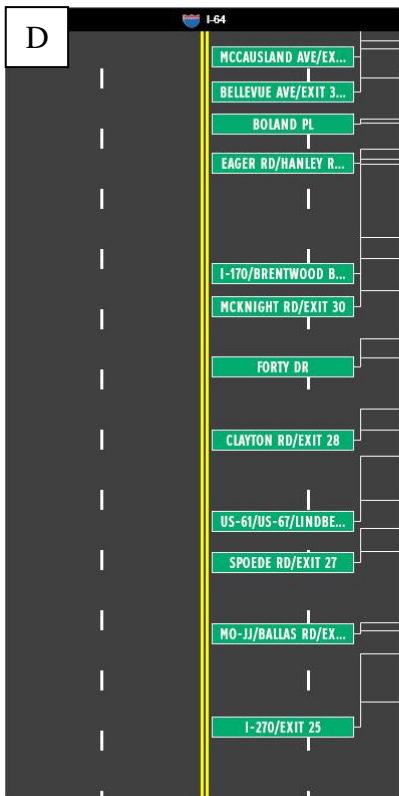 D
I-64
MCCAUSLAND AVE/EX...
BELLEVUE AVE/EXIT 3...
BOLAND PL
EAGER RD/HANLEY R...
I-170/BRENTWOOD B...
MCKNIGHT RD/EXIT 30
FORTY DR
CLAYTON RD/EXIT 28
US-61/US-67/LINDBE...
SPOEDE RD/EXIT 27
MO-JJ/BALLAS RD/EX...
I-270/EXIT 25